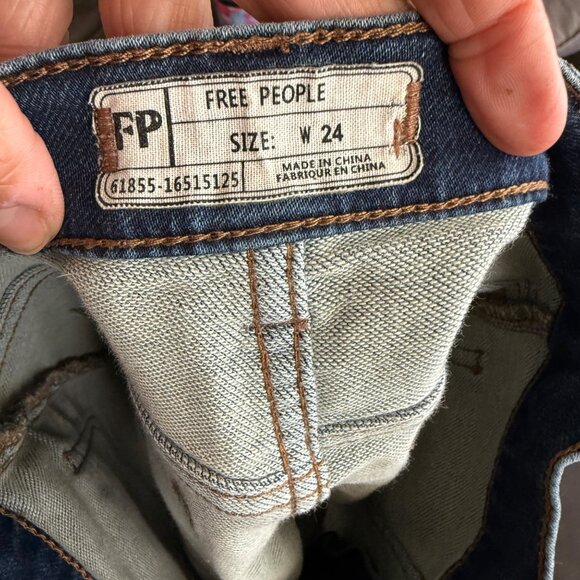 FP
FREE PEOPLE
SIZE: W 24
61855-16515125
MADE IN CHINA
FABRIQUÉ EN CHINA